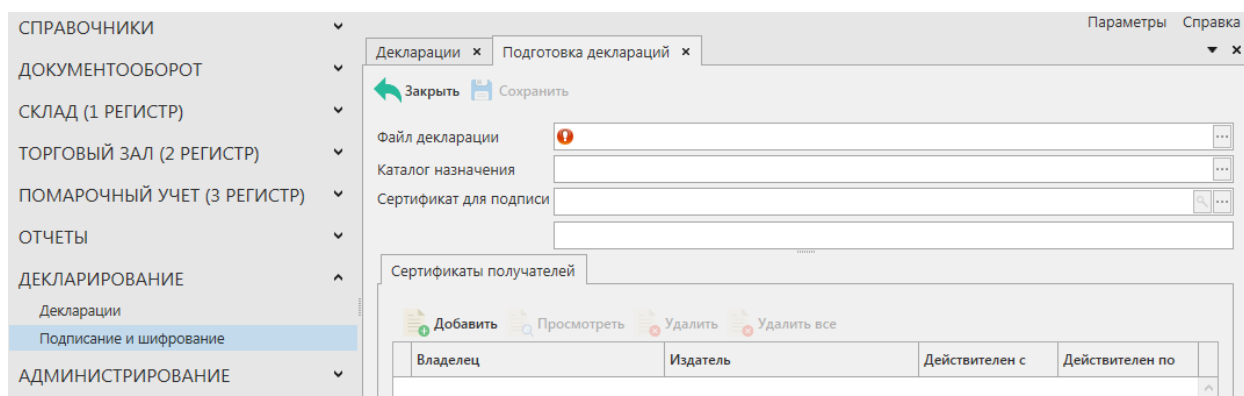 Параметры Справка
СПРАВОЧНИКИ
ДОКУМЕНТООБОРОТ
СКЛАД (1 РЕГИСТР)
ТОРГОВЫЙ ЗАЛ (2 РЕГИСТР)
ПОМАРОЧНЫЙ УЧЕТ (3 РЕГИСТР)
ОТЧЕТЫ
ДЕКЛАРИРОВАНИЕ
Декларации
Подписание и шифрование
АДМИНИСТРИРОВАНИЕ
Декларации Подготовка деклараций
Закрыть Сохранить
Файл декларации
Каталог назначения
Сертификат для подписи
Сертификаты получателей
Добавить Просмотреть Удалить Удалить все
Владелец Издатель Действителен с Действителен по